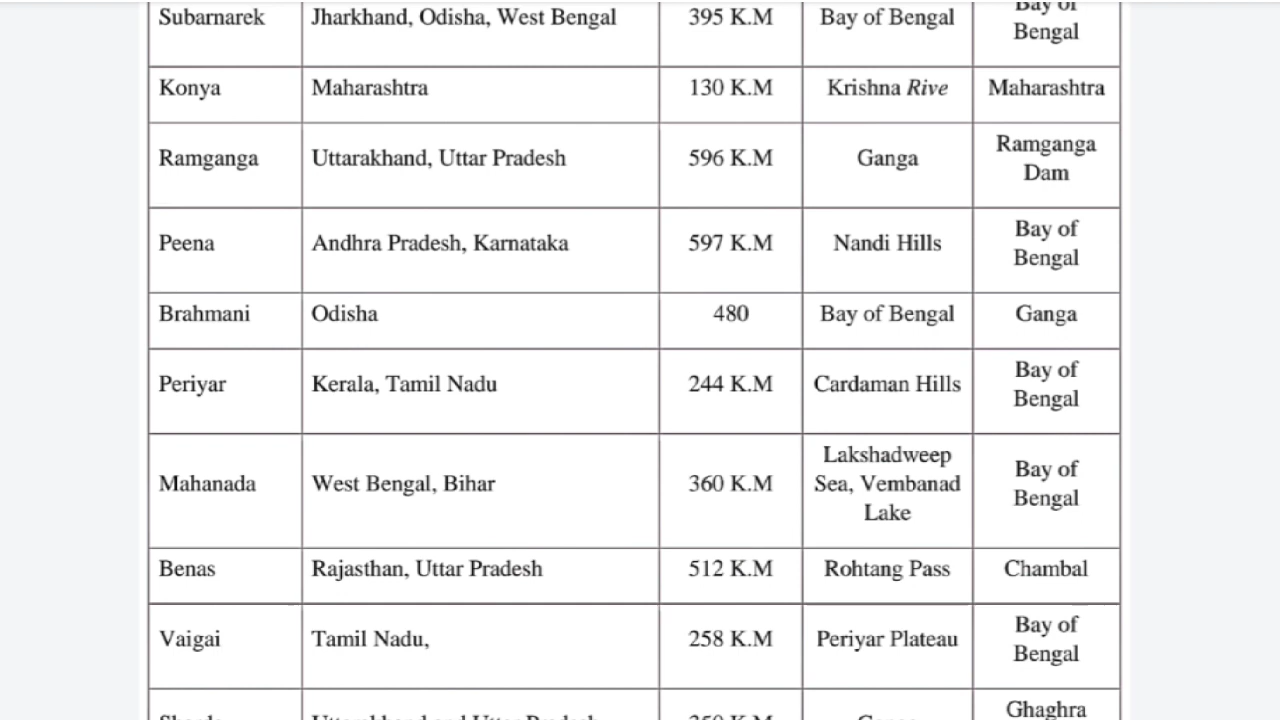 Subarnarek Jharkhand, Odisha, West Bengal 395 K.M Bay of Bengal Bay of
Bengal
Konya Maharashtra 130 K.M Krishna Rive Maharashtra
Ramganga Uttarakhand, Uttar Pradesh 596 K.M Ganga Ramganga
Dam
Peena Andhra Pradesh, Karnataka 597 K.M Nandi Hills Bay of
Bengal
Brahmani Odisha 480 Bay of Bengal Ganga
Periyar Kerala, Tamil Nadu 244 K.M Cardaman Hills Bay of
Bengal
Mahanada West Bengal, Bihar 360 K.M Lakshadweep
Sea, Vembanad
Lake Bay of
Bengal
Benas Rajasthan, Uttar Pradesh 512 K.M Rohtang Pass Chambal
Vaigai Tamil Nadu, 258 K.M Periyar Plateau Bay of
Bengal
Ghaghra